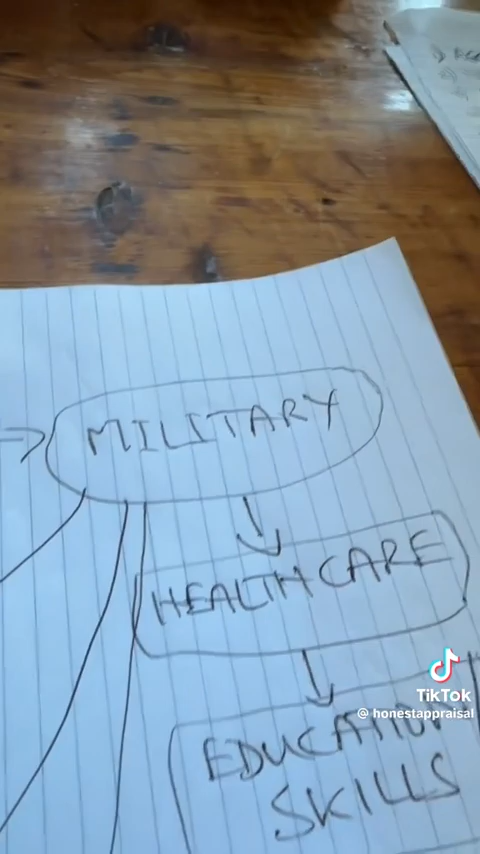 MILITARY
HEALTHCARE
EDUCATION
SKILLS
TikTok
@ honestappraisal